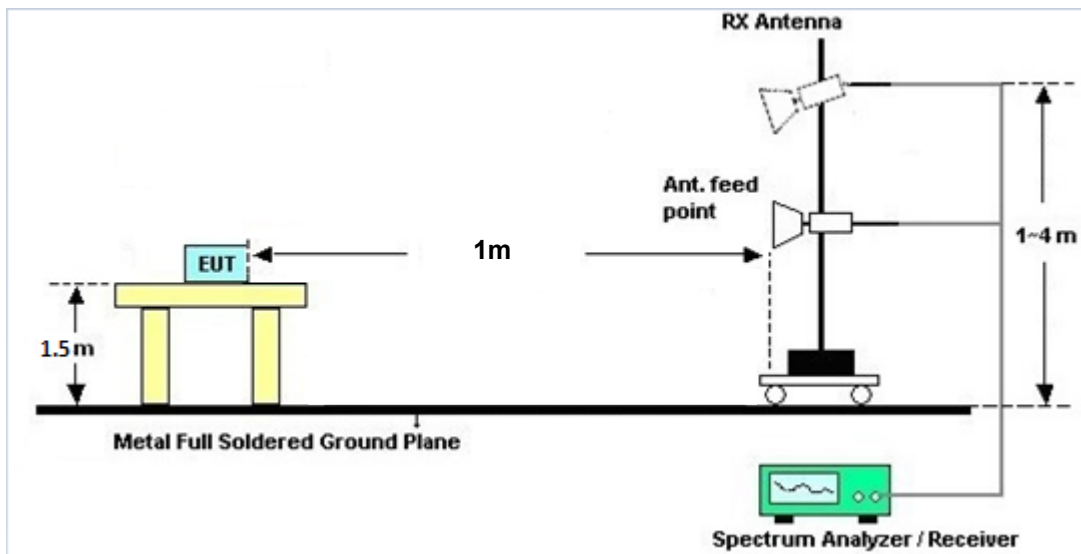 RX Antenna
Ant. feed
point
1m
1~4 m
EUT
1.5 m
Metal Full Soldered Ground Plane
Spectrum Analyzer / Receiver